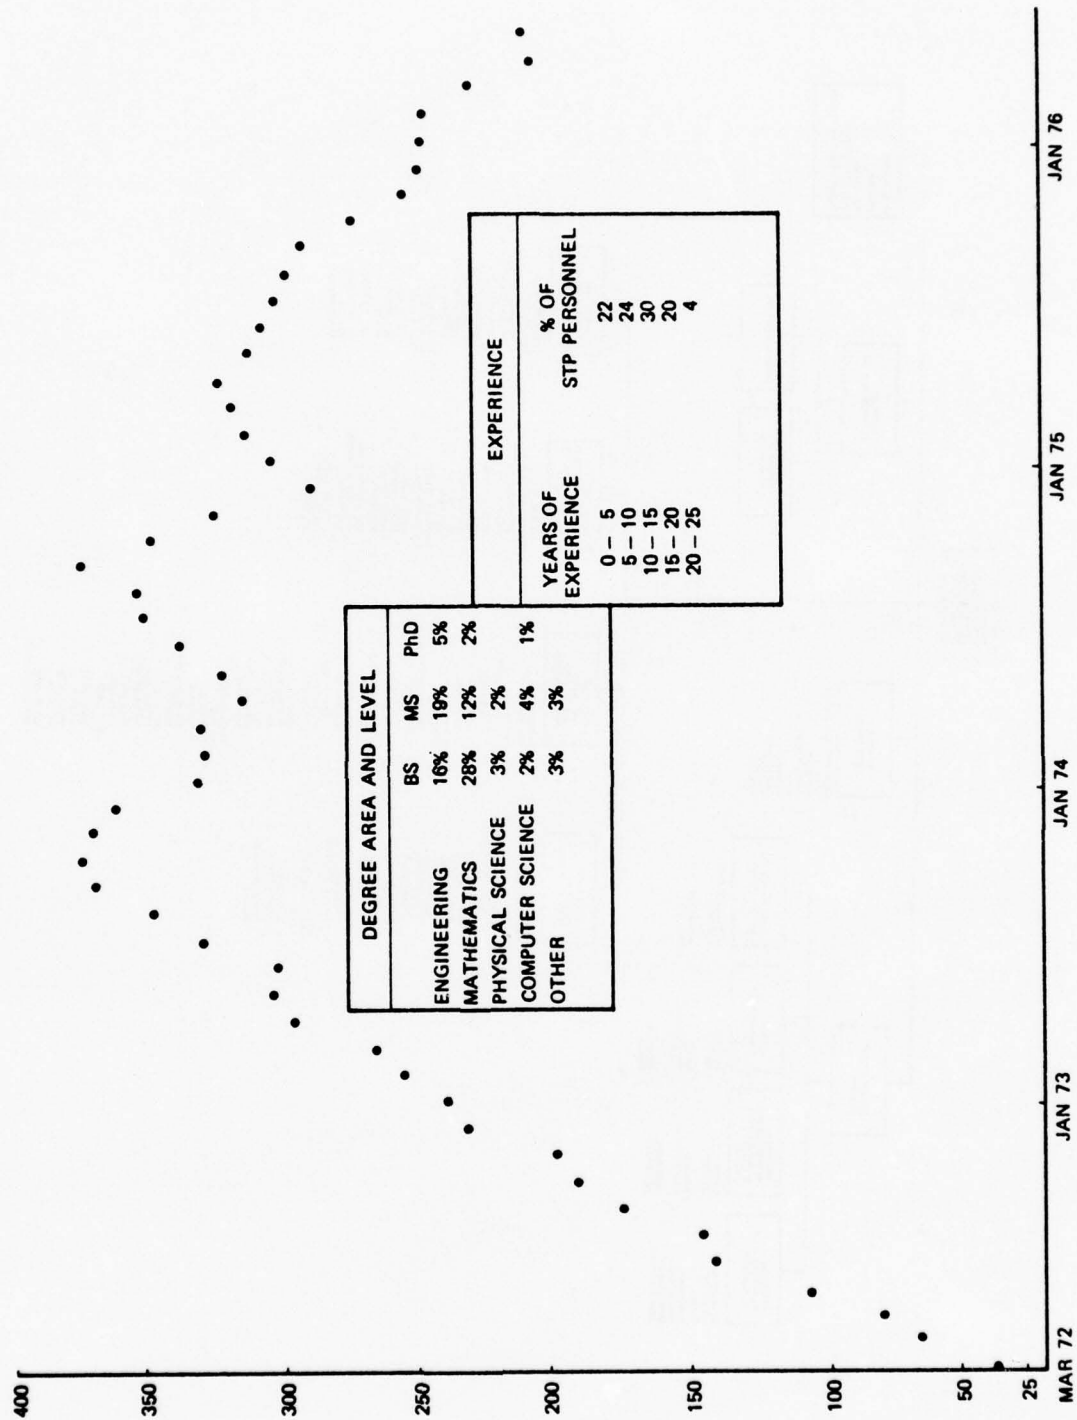 400
350
300
250
200
150
100
50
25
DEGREE AREA AND LEVEL
BS MS PhD
ENGINEERING 16% 19% 5%
MATHEMATICS 28% 12% 2%
PHYSICAL SCIENCE 3% 2%
COMPUTER SCIENCE 2% 4% 1%
OTHER 3% 3%
EXPERIENCE
YEARS OF EXPERIENCE % OF STP PERSONNEL
0 – 5 22
5 – 10 24
10 – 15 30
15 – 20 20
20 – 25 4
MAR 72 JAN 73 JAN 74 JAN 75 JAN 76